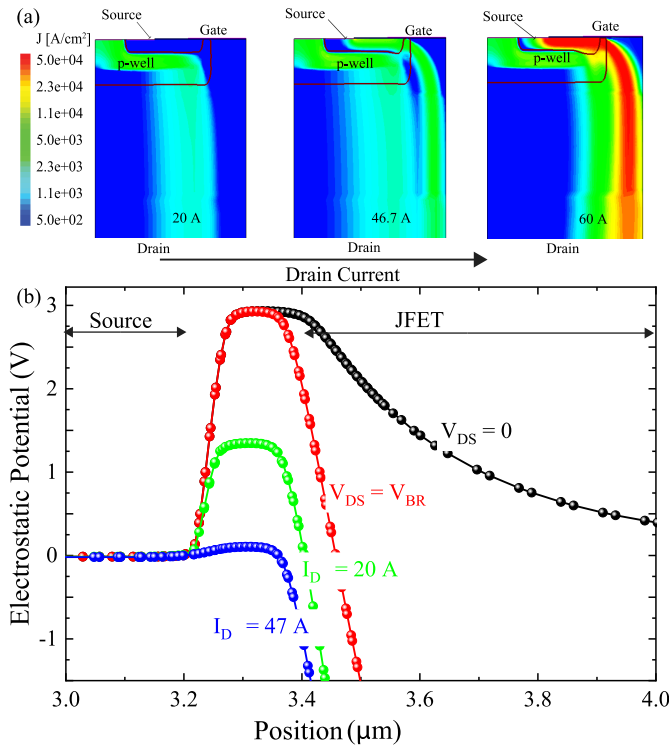 (a)
Source
Gate
J [A/cm²]
5.0e+04
2.3e+04
1.1e+04
5.0e+03
2.3e+03
1.1e+03
5.0e+02
p-well
20 A
Drain
Source
Gate
p-well
46.7 A
Drain
Source
Gate
p-well
60 A
Drain
Drain Current
(b)
Electrostatic Potential (V)
3
2
1
0
-1
Source
JFET
V_DS = 0
V_DS = V_BR
I_D = 20 A
I_D = 47 A
3.0
3.2
3.4
3.6
3.8
4.0
Position (μm)